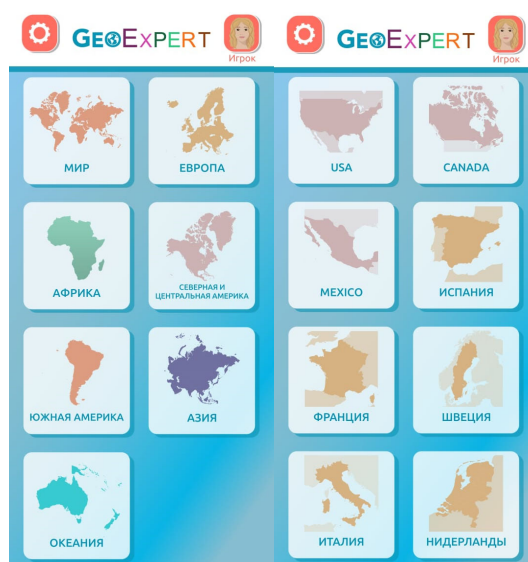 GEOEXPERT
Игрок
МИР
ЕВРОПА
АФРИКА
СЕВЕРНАЯ И
ЦЕНТРАЛЬНАЯ АМЕРИКА
ЮЖНАЯ АМЕРИКА
АЗИЯ
ОКЕАНИЯ
GEOEXPERT
Игрок
USA
CANADA
MEXICO
ИСПАНИЯ
ФРАНЦИЯ
ШВЕЦИЯ
ИТАЛИЯ
НИДЕРЛАНДЫ